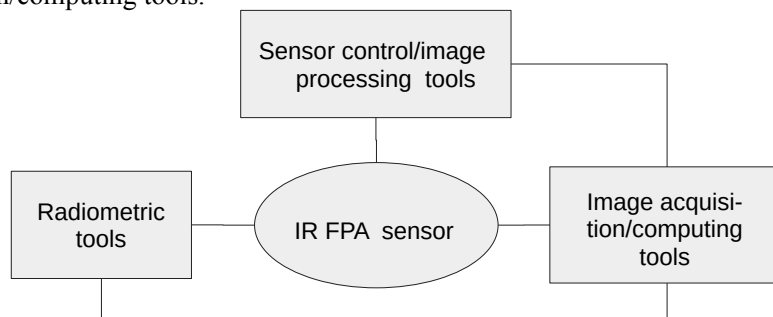 n/computing tools.
Sensor control/image
processing tools
Radiometric
tools
IR FPA sensor
Image acquisi-
tion/computing
tools